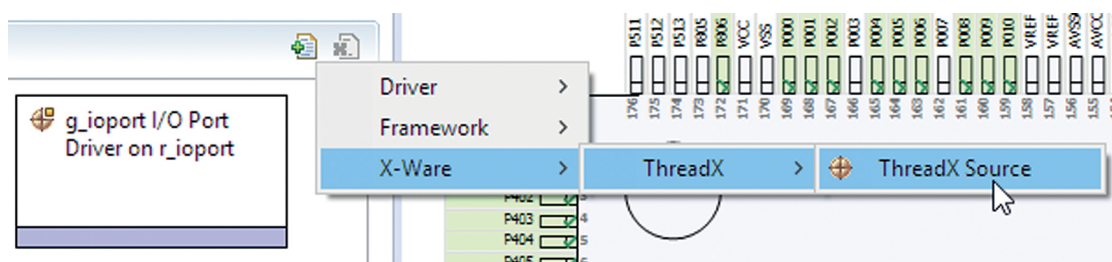 P511
P512
P513
P805
P806
VCC
VSS
P000
P001
P002
P003
P004
P005
P006
P007
P008
P009
P010
VREF
VREF
AVSS0
AVCC
176
175
174
173
172
171
170
169
168
167
166
165
164
163
162
161
160
159
158
157
156
155
g_ioport I/O Port
Driver on r_ioport
Driver
Framework
X-Ware
ThreadX
ThreadX Source
P402 3
P403 4
P404 5
P405